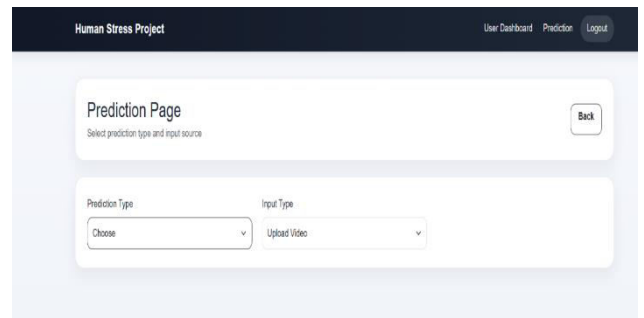 Human Stress Project
User Dashboard Prediction Logout
Prediction Page
Select prediction type and input source
Back
Prediction Type Input Type
Choose Upload Video